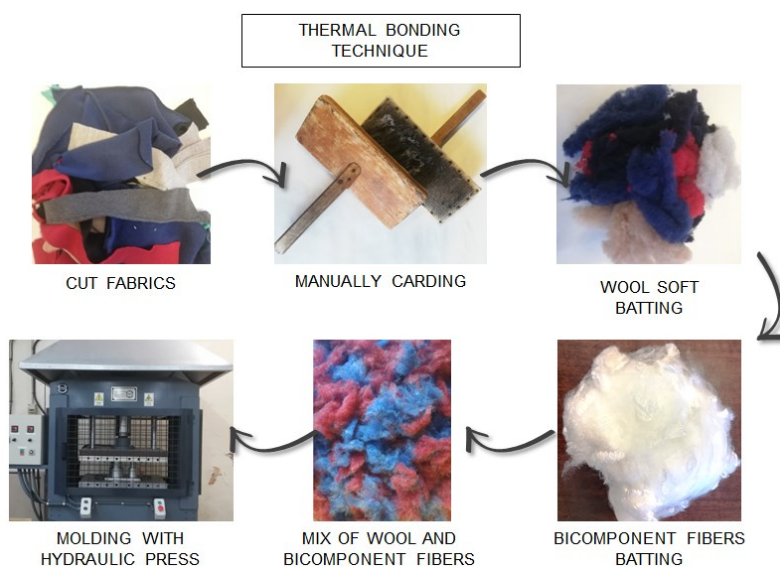 THERMAL BONDING
TECHNIQUE
CUT FABRICS
MANUALLY CARDING
WOOL SOFT
BATTING
MOLDING WITH
HYDRAULIC PRESS
MIX OF WOOL AND
BICOMPONENT FIBERS
BICOMPONENT FIBERS
BATTING